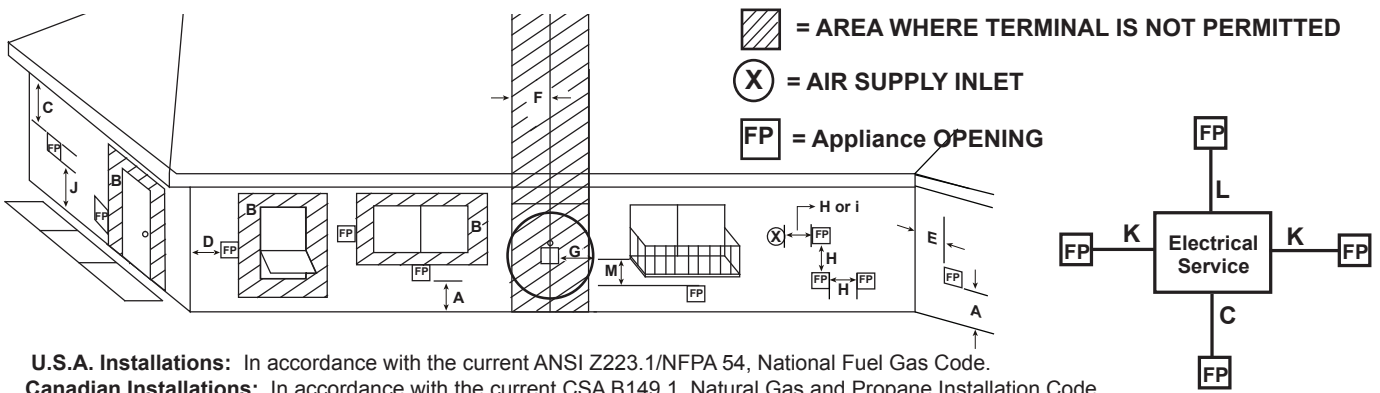 = AREA WHERE TERMINAL IS NOT PERMITTED
X = AIR SUPPLY INLET
FP = Appliance OPENING
C
FP
J
FP
B
D
FP
B
FP
B
FP
A
F
G
M
FP
H or i
X
FP
H
FP
H
FP
E
FP
A
FP
L
FP
K
Electrical
Service
K
FP
C
FP
U.S.A. Installations: In accordance with the current ANSI Z223.1/NFPA 54, National Fuel Gas Code.
Canadian Installations: In accordance with the current CSA B149.1, Natural Gas and Propane Installation Code